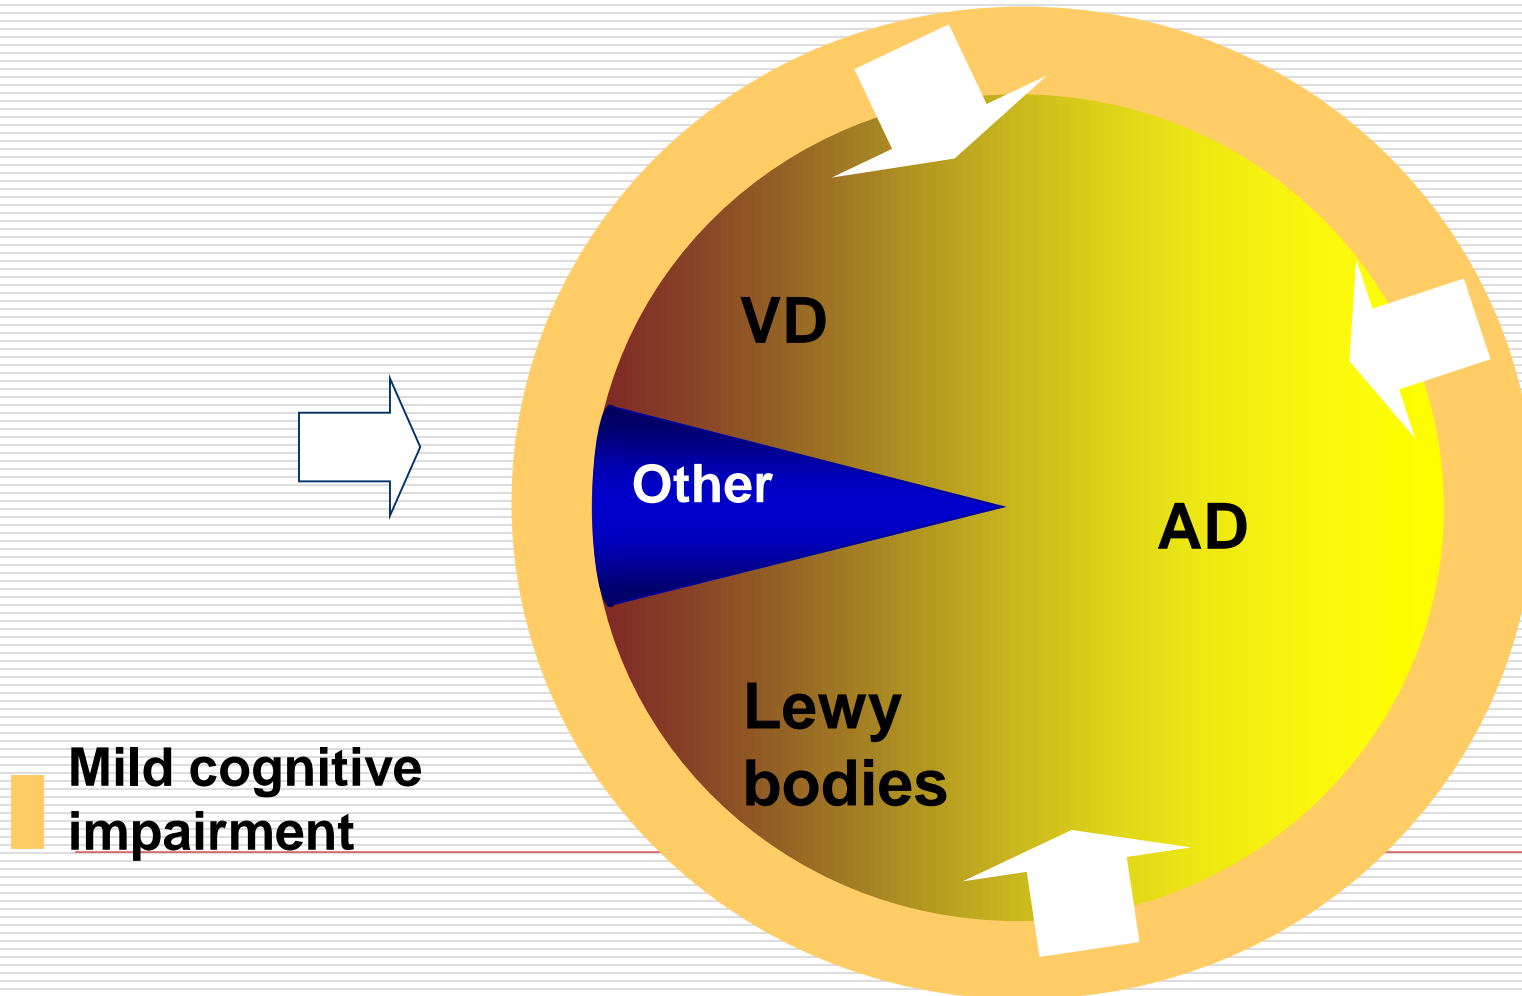 VD
Other
AD
Lewy
bodies
Mild cognitive
impairment